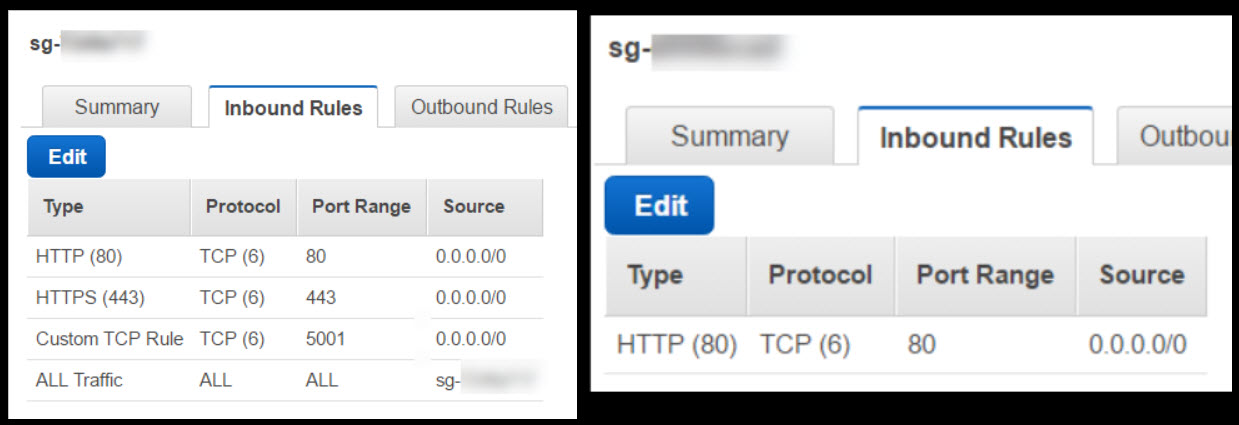 sg-
Summary Inbound Rules Outbound Rules
Edit
Type Protocol Port Range Source
HTTP (80) TCP (6) 80 0.0.0.0/0
HTTPS (443) TCP (6) 443 0.0.0.0/0
Custom TCP Rule TCP (6) 5001 0.0.0.0/0
ALL Traffic ALL ALL sg-
sg-
Summary Inbound Rules Outbou
Edit
Type Protocol Port Range Source
HTTP (80) TCP (6) 80 0.0.0.0/0